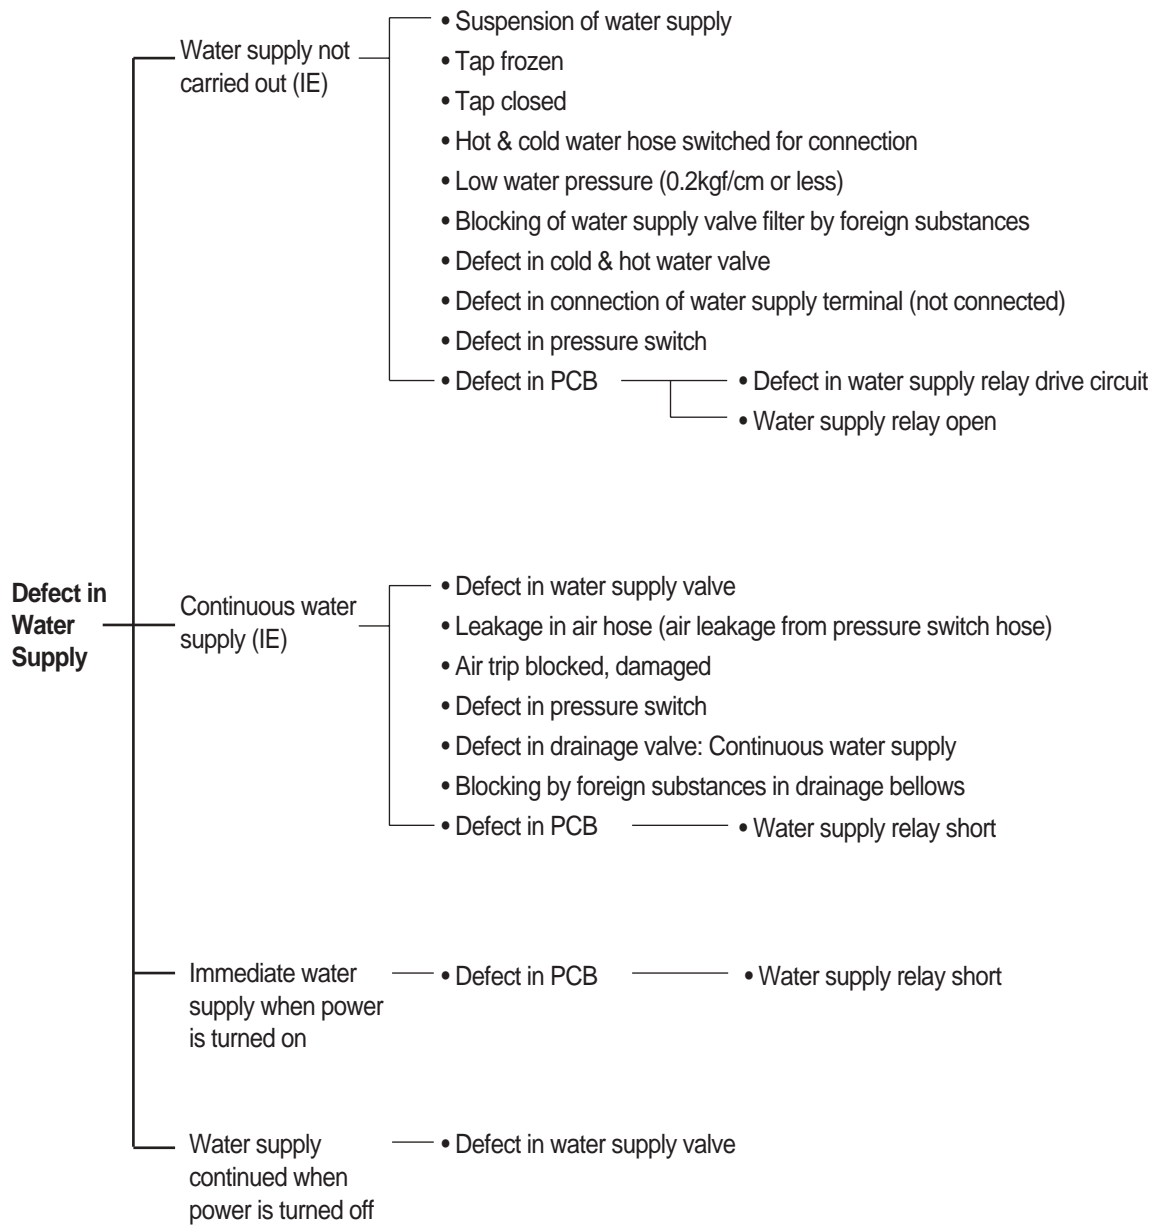 Defect in
Water
Supply
Water supply not
carried out (IE)
• Suspension of water supply
• Tap frozen
• Tap closed
• Hot & cold water hose switched for connection
• Low water pressure (0.2kgf/cm or less)
• Blocking of water supply valve filter by foreign substances
• Defect in cold & hot water valve
• Defect in connection of water supply terminal (not connected)
• Defect in pressure switch
• Defect in PCB
• Defect in water supply relay drive circuit
• Water supply relay open
Continuous water
supply (IE)
• Defect in water supply valve
• Leakage in air hose (air leakage from pressure switch hose)
• Air trip blocked, damaged
• Defect in pressure switch
• Defect in drainage valve: Continuous water supply
• Blocking by foreign substances in drainage bellows
• Defect in PCB
• Water supply relay short
Immediate water
supply when power
is turned on
• Defect in PCB
• Water supply relay short
Water supply
continued when
power is turned off
• Defect in water supply valve